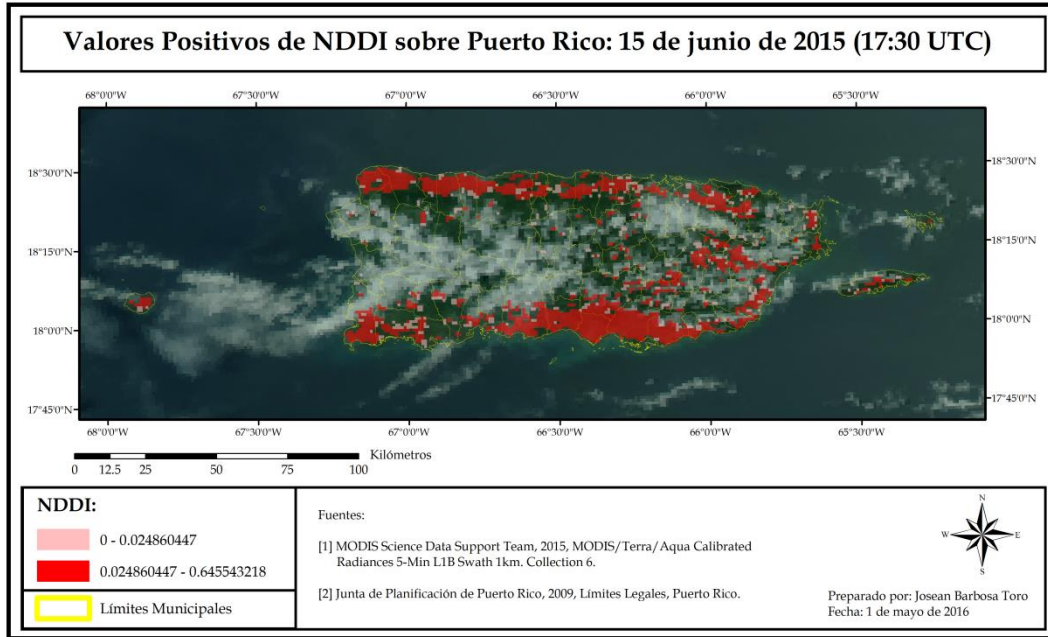 Valores Positivos de NDDI sobre Puerto Rico: 15 de junio de 2015 (17:30 UTC)
68°0'0"W 67°30'0"W 67°0'0"W 66°30'0"W 66°0'0"W 65°30'0"W
18°30'0"N 18°30'0"N
18°15'0"N 18°15'0"N
18°0'0"N 18°0'0"N
17°45'0"N 17°45'0"N
68°0'0"W 67°30'0"W 67°0'0"W 66°30'0"W 66°0'0"W 65°30'0"W
Kilómetros
0 12.5 25 50 75 100
NDDI:
0 - 0.024860447
0.024860447 - 0.645543218
Límites Municipales
Fuentes:
[1] MODIS Science Data Support Team, 2015, MODIS/Terra/Aqua Calibrated
Radiances 5-Min L1B Swath 1km. Collection 6.
[2] Junta de Planificación de Puerto Rico, 2009, Límites Legales, Puerto Rico.
N
W E
S
Preparado por: Josean Barbosa Toro
Fecha: 1 de mayo de 2016